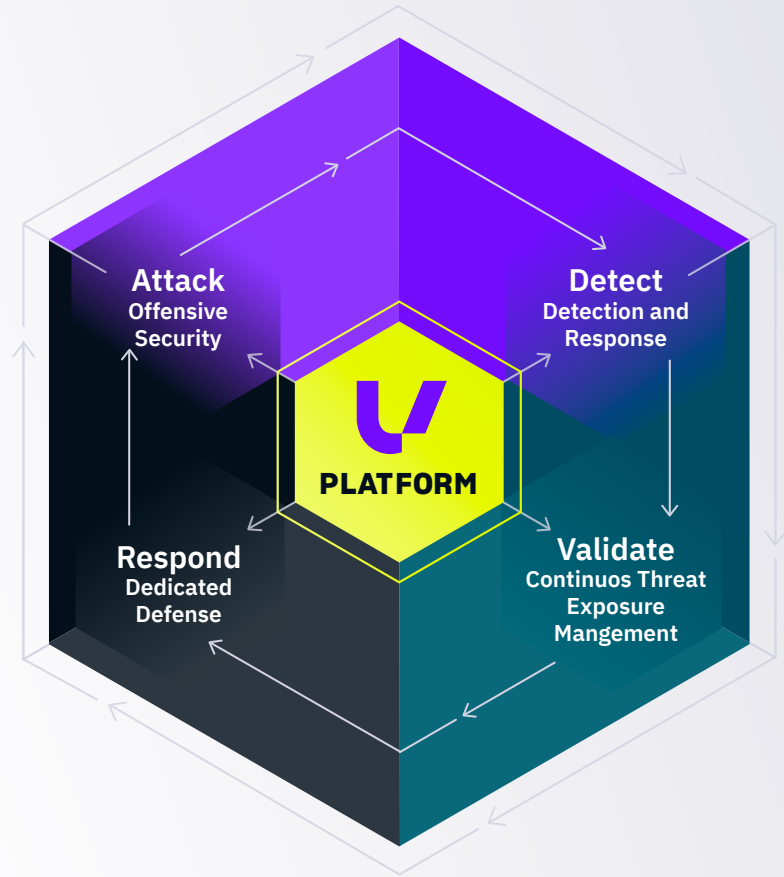 Attack
Offensive
Security
Detect
Detection and
Response
PLATFORM
Respond
Dedicated
Defense
Validate
Continuos Threat
Exposure
Mangement